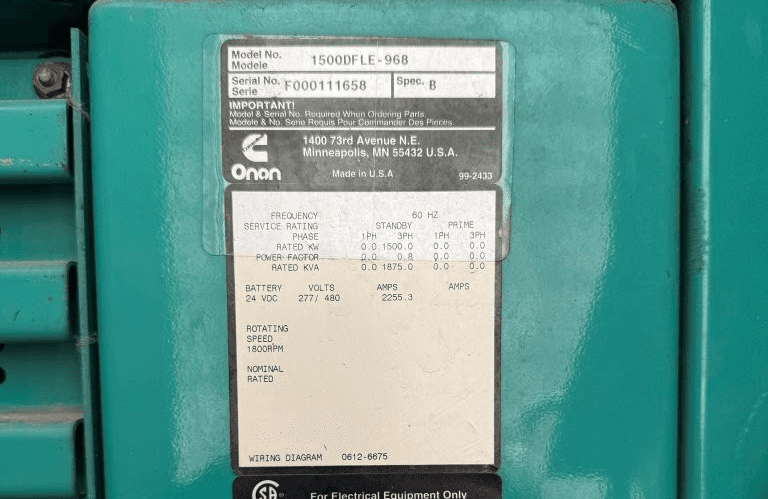 Model No. 1500DFLE-968
Modele
Serial No. F000111658 Spec. B
Serie
IMPORTANT!
Model & Serial No. Required When Ordering Parts.
Modele & No. Serie Requis Pour Commander Des Pieces.
1400 73rd Avenue N.E.
Minneapolis, MN 55432 U.S.A.
Onan Made in U.S.A 99-2433
FREQUENCY 60 HZ
SERVICE RATING STANDBY PRIME
PHASE 1PH 3PH 1PH 3PH
RATED KW 0.0 1500.0 0.0 0.0
POWER FACTOR 0.0 0.8 0.0 0.0
RATED KVA 0.0 1875.0 0.0 0.0
BATTERY VOLTS AMPS AMPS
24 VDC 277/ 480 2255.3
ROTATING
SPEED
1800RPM
NOMINAL
RATED
WIRING DIAGRAM 0612-6675
SA For Electrical Equipment Only